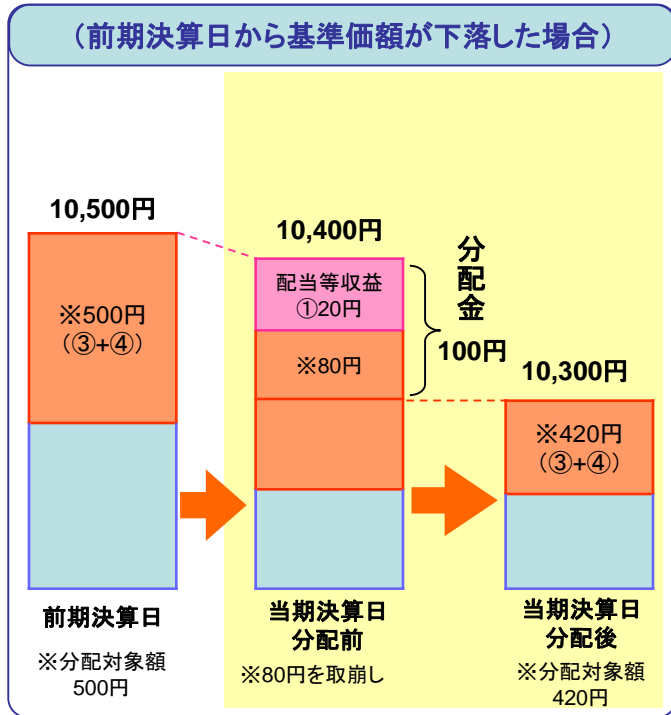 （前期決算日から基準価額が下落した場合）
10,500円
※500円
（③+④）
前期決算日
※分配対象額
500円
10,400円
配当等収益
①20円
※80円
分配金
100円
当期決算日
分配前
※80円を取崩し
10,300円
※420円
（③+④）
当期決算日
分配後
※分配対象額
420円